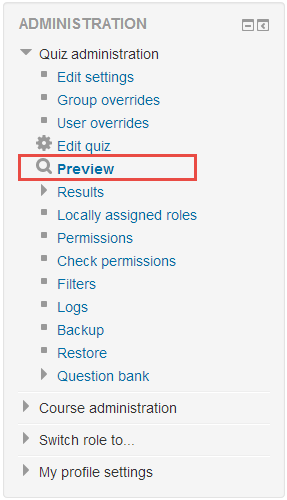 ADMINISTRATION
Quiz administration
Edit settings
Group overrides
User overrides
Edit quiz
Preview
Results
Locally assigned roles
Permissions
Check permissions
Filters
Logs
Backup
Restore
Question bank
Course administration
Switch role to...
My profile settings